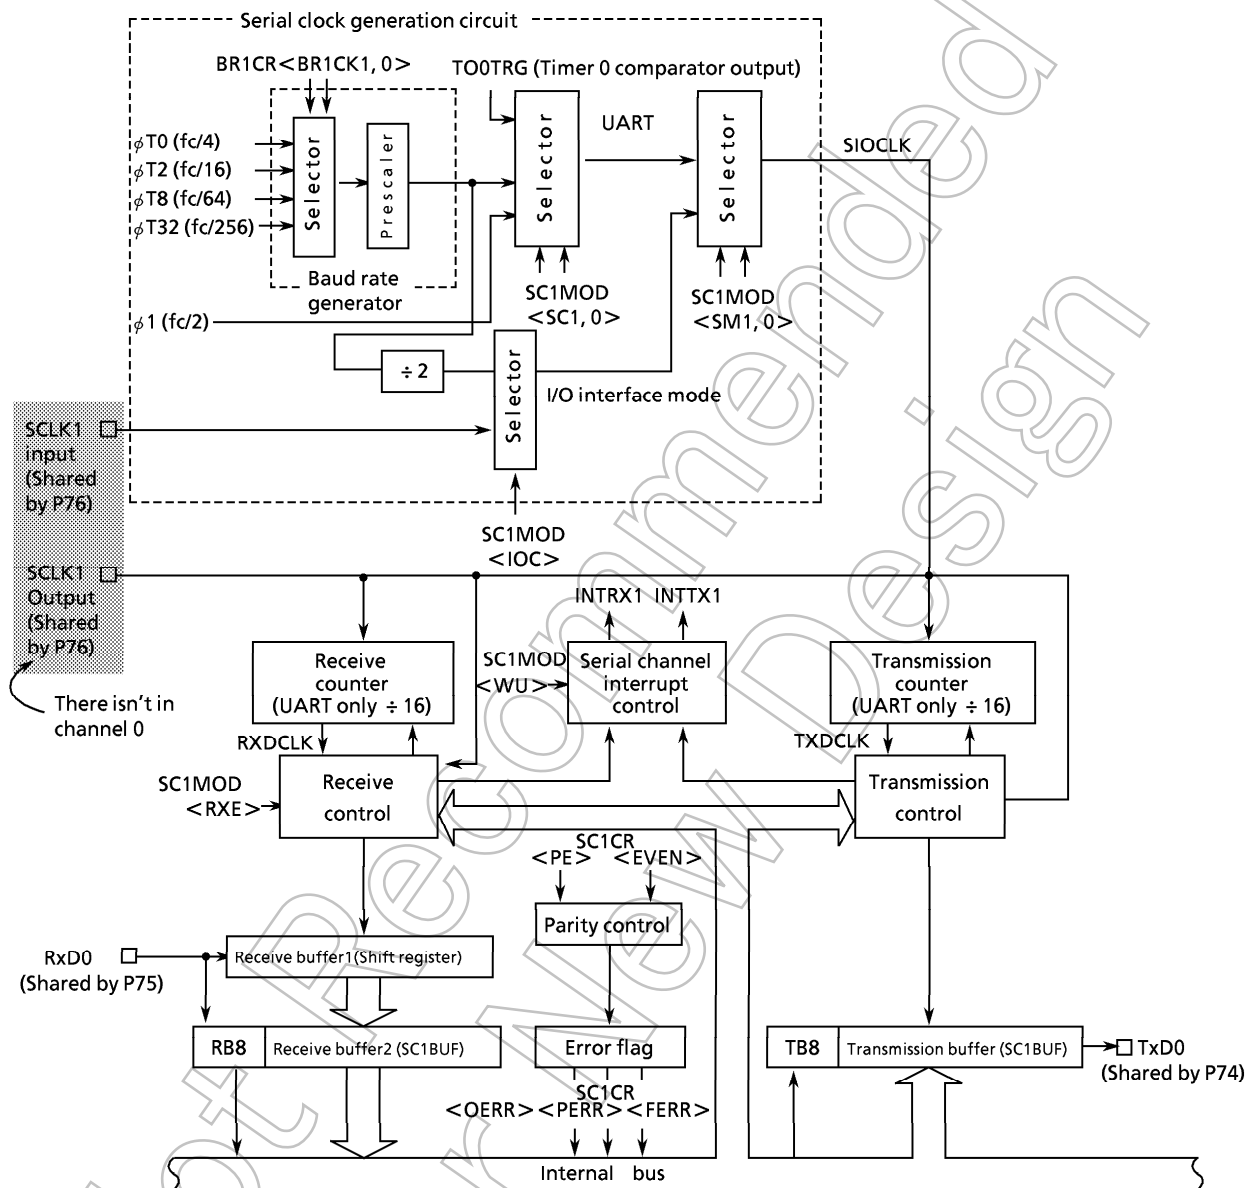 Serial clock generation circuit
BR1CR<BR1CK1, 0>
TO0TRG (Timer 0 comparator output)
UART
SIOCLK
ϕT0 (fc/4)
ϕT2 (fc/16)
ϕT8 (fc/64)
ϕT32 (fc/256)
Selector
Prescaler
Selector
Selector
Baud rate
generator
SC1MOD
<SC1, 0>
SC1MOD
<SM1, 0>
ϕ1 (fc/2)
÷ 2
Selector
I/O interface mode
SCLK1
input
(Shared
by P76)
SC1MOD
<IOC>
SCLK1
Output
(Shared
by P76)
There isn't in
channel 0
INTRX1 INTTX1
Receive
counter
(UART only ÷ 16)
SC1MOD
<WU>
Serial channel
interrupt
control
Transmission
counter
(UART only ÷ 16)
RXDCLK
TXDCLK
SC1MOD
<RXE>
Receive
control
Transmission
control
SC1CR
<PE> <EVEN>
Parity control
RxD0
(Shared by P75)
Receive buffer1(Shift register)
RB8
Receive buffer2 (SC1BUF)
Error flag
TB8
Transmission buffer (SC1BUF)
TxD0
(Shared by P74)
SC1CR
<OERR> <PERR> <FERR>
Internal bus
Not Recommended
for New Design